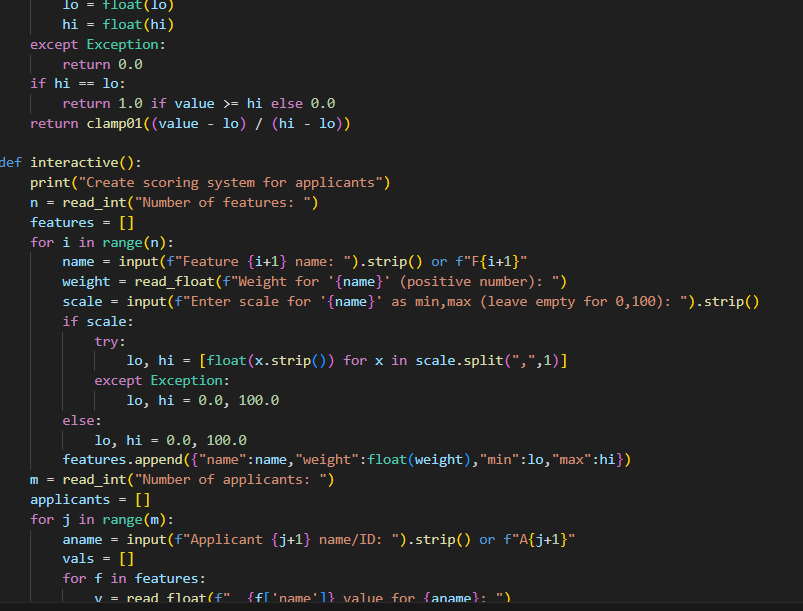 lo = float(lo)
        hi = float(hi)
    except Exception:
        return 0.0
    if hi == lo:
        return 1.0 if value >= hi else 0.0
    return clamp01((value - lo) / (hi - lo))

def interactive():
    print("Create scoring system for applicants")
    n = read_int("Number of features: ")
    features = []
    for i in range(n):
        name = input(f"Feature {i+1} name: ").strip() or f"F{i+1}"
        weight = read_float(f"Weight for '{name}' (positive number): ")
        scale = input(f"Enter scale for '{name}' as min,max (leave empty for 0,100): ").strip()
        if scale:
            try:
                lo, hi = [float(x.strip()) for x in scale.split(",",1)]
            except Exception:
                lo, hi = 0.0, 100.0
        else:
            lo, hi = 0.0, 100.0
        features.append({"name":name,"weight":float(weight),"min":lo,"max":hi})
    m = read_int("Number of applicants: ")
    applicants = []
    for j in range(m):
        aname = input(f"Applicant {j+1} name/ID: ").strip() or f"A{j+1}"
        vals = []
        for f in features:
            v = read_float(f"  {f['name']} value for {aname}: ")